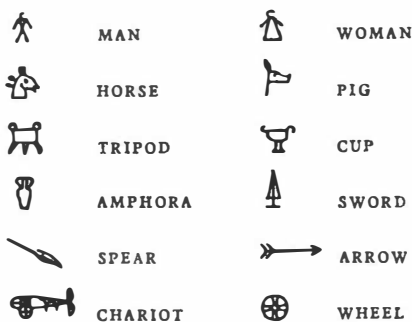 MAN WOMAN
HORSE PIG
TRIPOD CUP
AMPHORA SWORD
SPEAR ARROW
CHARIOT WHEEL